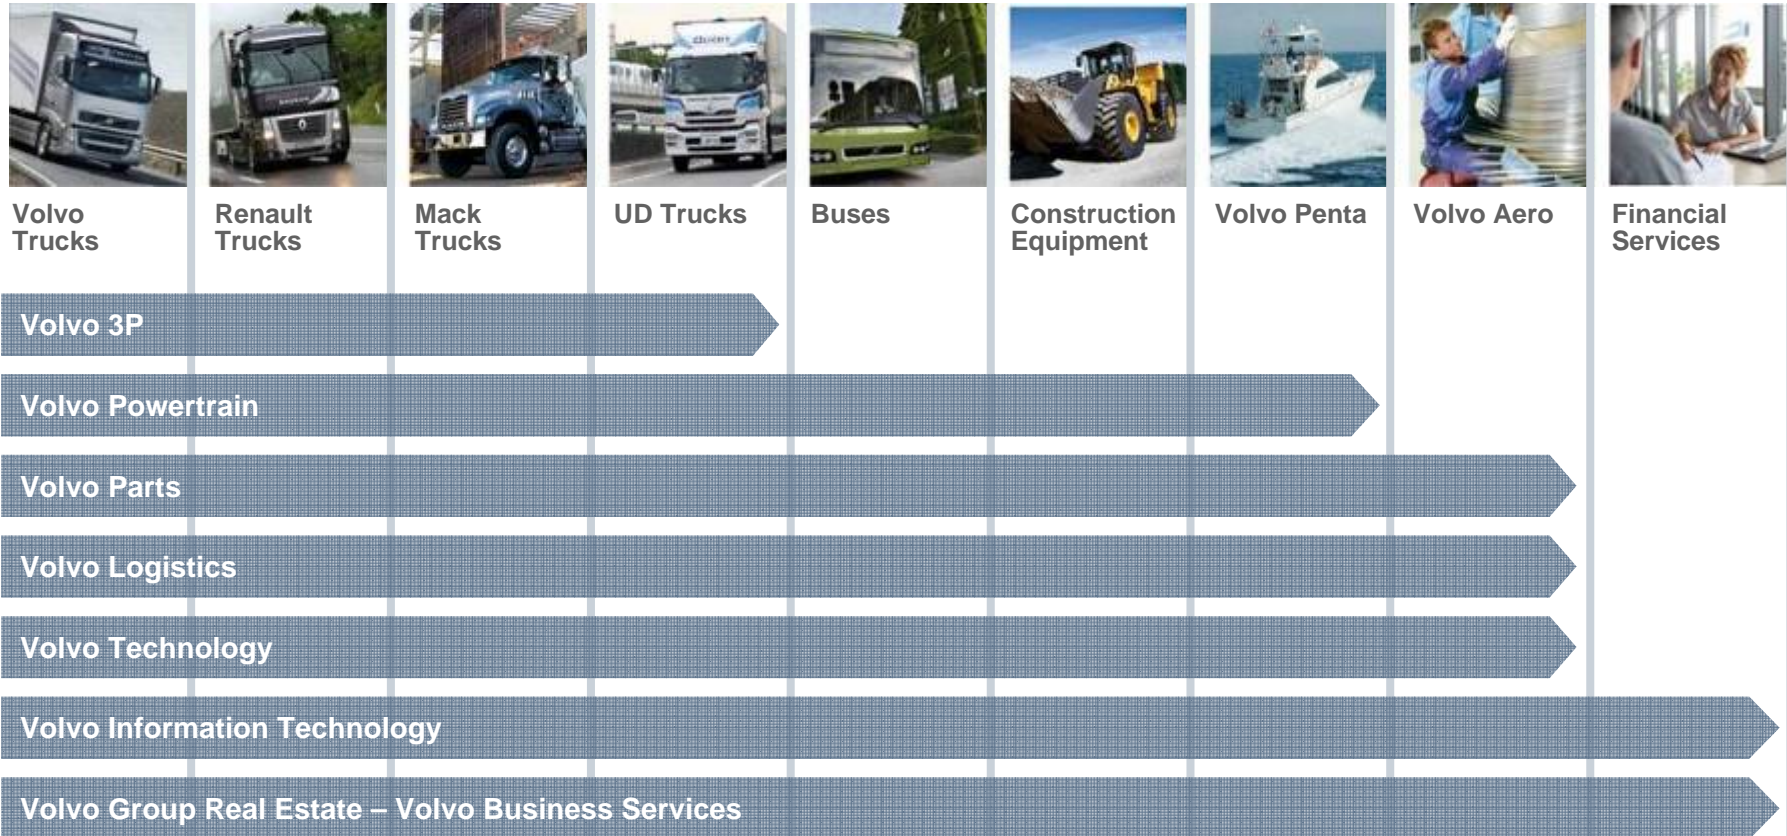 Volvo
Trucks
Renault
Trucks
Mack
Trucks
UD Trucks
Buses
Construction
Equipment
Volvo Penta
Volvo Aero
Financial
Services
Volvo 3P
Volvo Powertrain
Volvo Parts
Volvo Logistics
Volvo Technology
Volvo Information Technology
Volvo Group Real Estate – Volvo Business Services